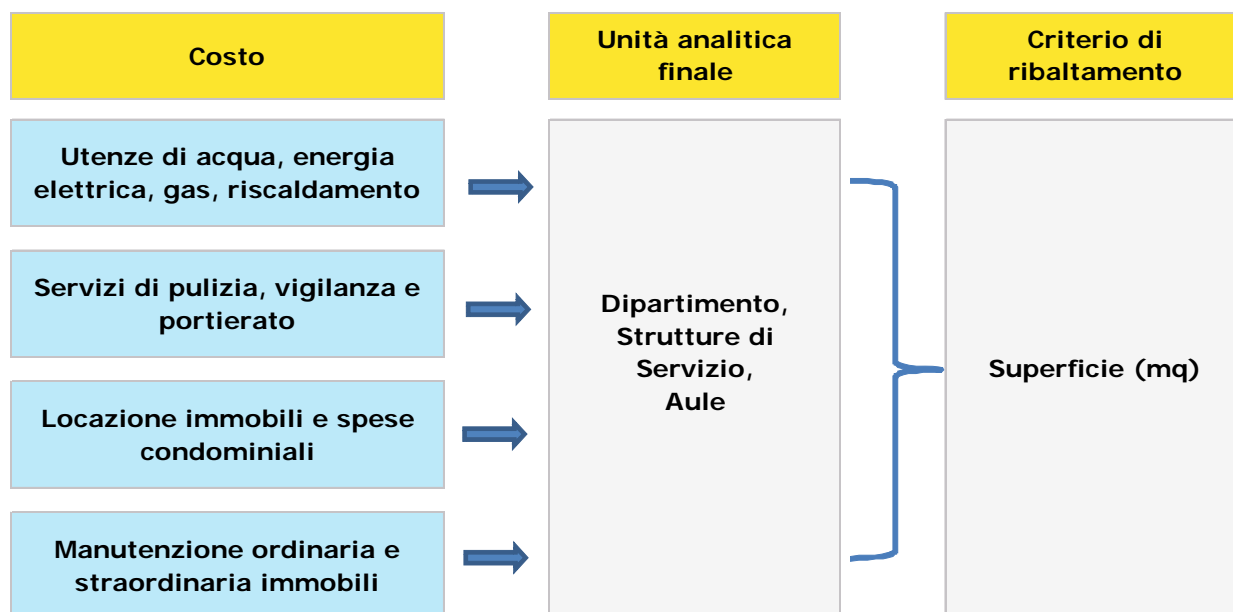 Costo
Unità analitica
finale
Criterio di
ribaltamento
Utenze di acqua, energia
elettrica, gas, riscaldamento
Servizi di pulizia, vigilanza e
portierato
Locazione immobili e spese
condominiali
Manutenzione ordinaria e
straordinaria immobili
Dipartimento,
Strutture di
Servizio,
Aule
Superficie (mq)